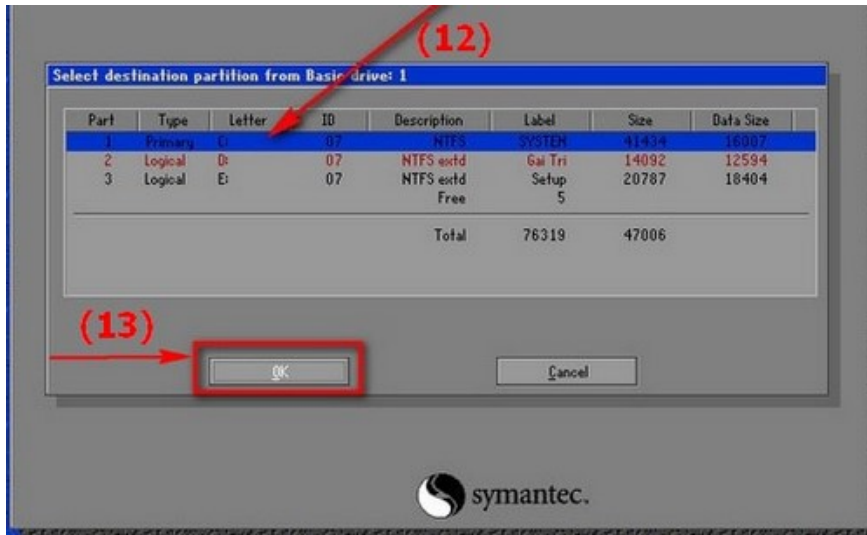 (12)
Select destination partition from Basic drive: 1
Part Type Letter ID Description Label Size Data Size
1 Primary C: 07 NTFS SYSTEM 41434 16007
2 Logical D: 07 NTFS extd Gai Tri 14092 12594
3 Logical E: 07 NTFS extd Setup 20787 18404
Free 5
Total 76319 47006
(13)
OK Cancel
symantec.